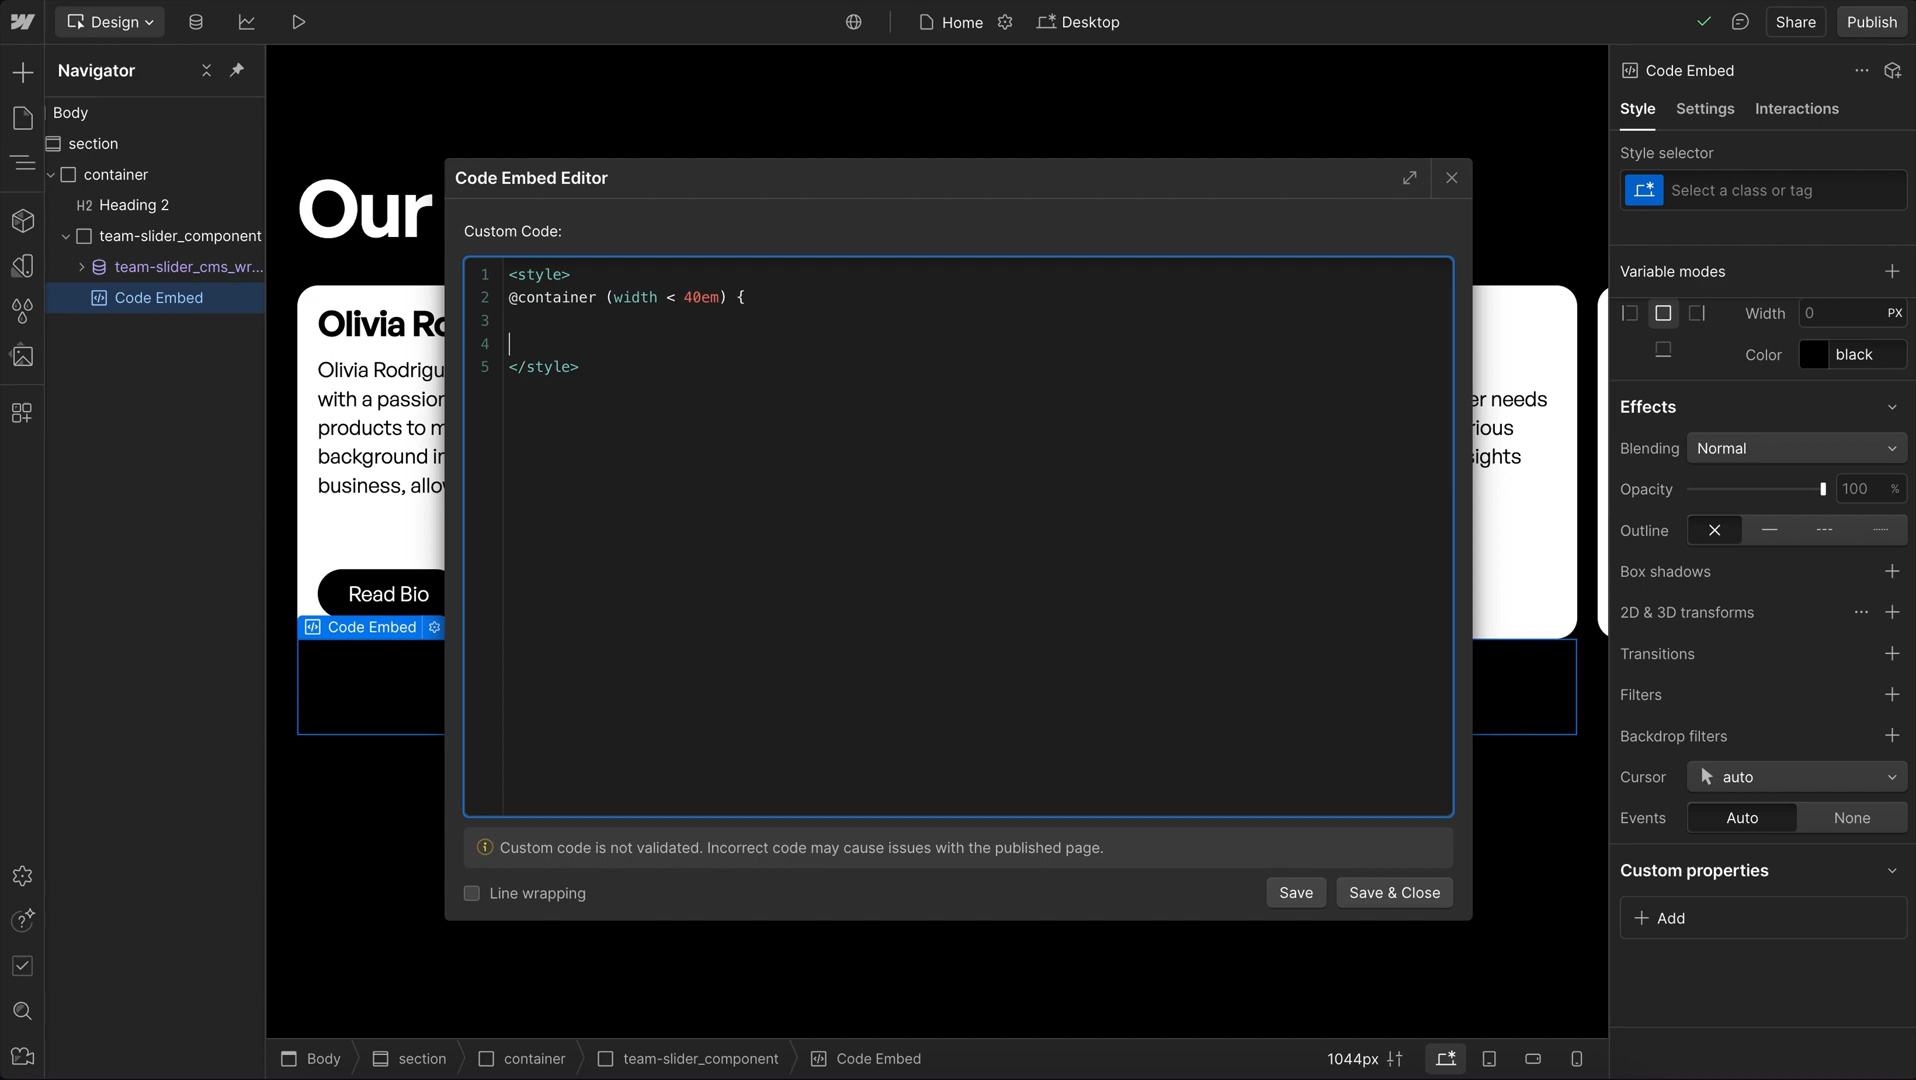 Design
Home
Desktop
Share
Publish
Navigator
Body
section
container
H2 Heading 2
team-slider_component
team-slider_cms_wr...
Code Embed
Our
Olivia Ro
Olivia Rodrigu
with a passion
products to m
background in
business, allow
Read Bio
Code Embed
er needs
rious
sights
Code Embed Editor
Custom Code:
1 <style>
2 @container (width < 40em) {
3
4
5 </style>
Custom code is not validated. Incorrect code may cause issues with the published page.
Line wrapping
Save
Save & Close
Code Embed
Style
Settings
Interactions
Style selector
Select a class or tag
Variable modes
Width 0 PX
Color black
Effects
Blending Normal
Opacity 100 %
Outline
Box shadows
2D & 3D transforms
Transitions
Filters
Backdrop filters
Cursor auto
Events Auto None
Custom properties
Add
Body
section
container
team-slider_component
Code Embed
1044px